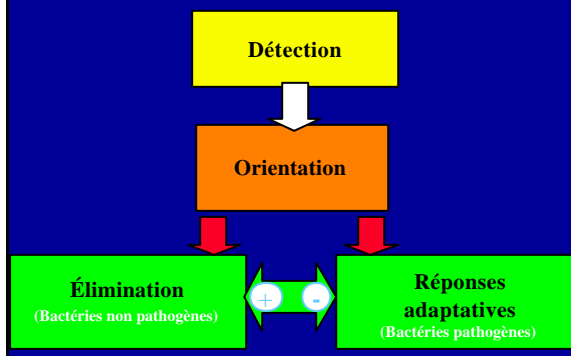 Détection
Orientation
Élimination
(Bactéries non pathogènes)
+
-
Réponses
adaptatives
(Bactéries pathogènes)